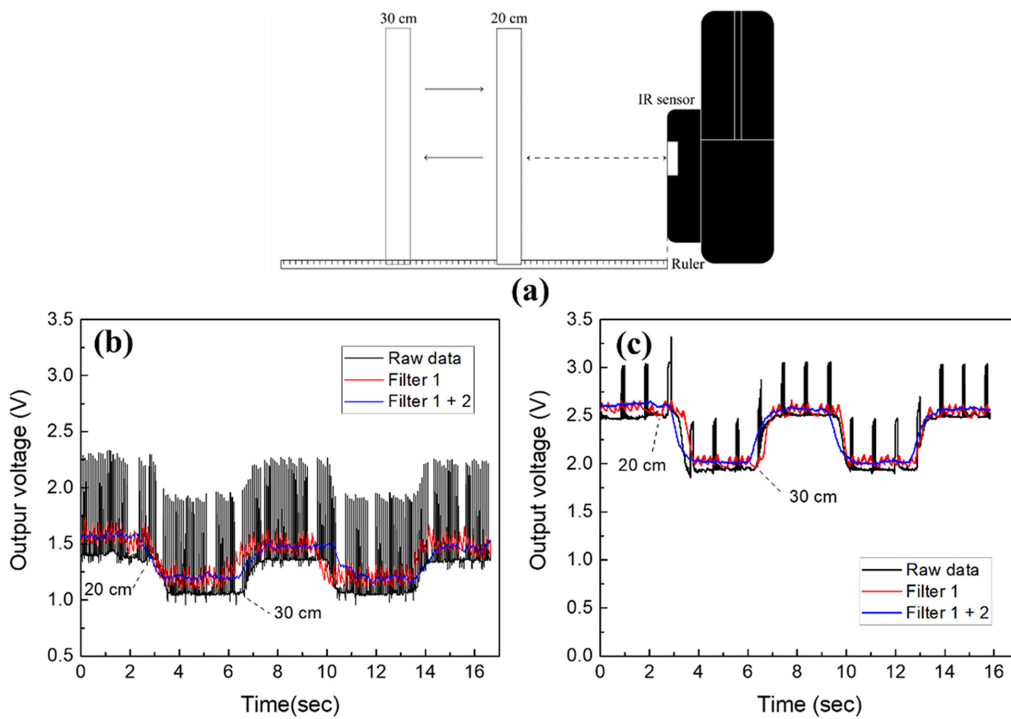 30 cm
20 cm
IR sensor
Ruler
(a)
(b)
3.5
3.0
2.5
2.0
1.5
1.0
0.5
Outpur voltage (V)
Raw data
Filter 1
Filter 1 + 2
20 cm
30 cm
0 2 4 6 8 10 12 14 16
Time(sec)
(c)
3.5
3.0
2.5
2.0
1.5
1.0
0.5
0.0
Output voltage (V)
20 cm
30 cm
Raw data
Filter 1
Filter 1 + 2
0 2 4 6 8 10 12 14 16
Time (sec)